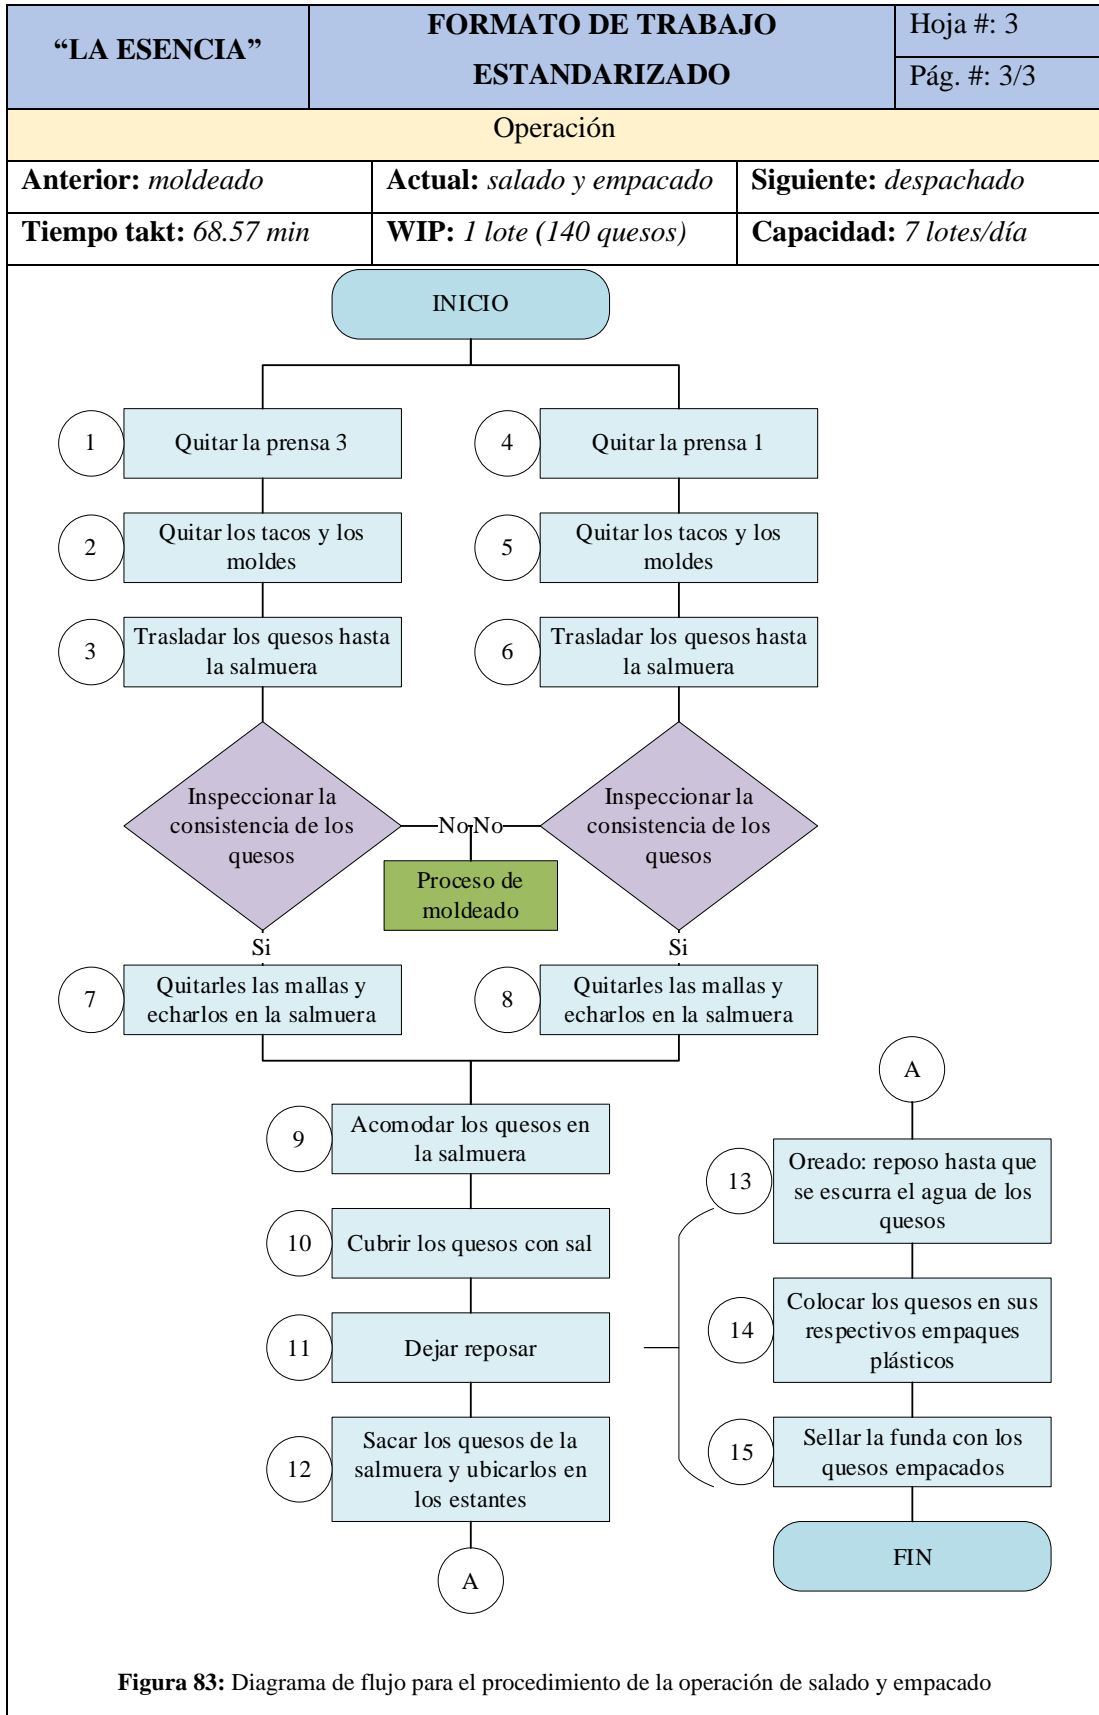 “LA ESENCIA”
FORMATO DE TRABAJO
ESTANDARIZADO
Hoja #: 3
Pág. #: 3/3
Operación
Anterior: moldeado
Actual: salado y empacado
Siguiente: despachado
Tiempo takt: 68.57 min
WIP: 1 lote (140 quesos)
Capacidad: 7 lotes/día
INICIO
1
Quitar la prensa 3
4
Quitar la prensa 1
2
Quitar los tacos y los
moldes
5
Quitar los tacos y los
moldes
3
Trasladar los quesos hasta
la salmuera
6
Trasladar los quesos hasta
la salmuera
Inspeccionar la
consistencia de los
quesos
No
No
Inspeccionar la
consistencia de los
quesos
Proceso de
moldeado
Si
Si
7
Quitarles las mallas y
echarlos en la salmuera
8
Quitarles las mallas y
echarlos en la salmuera
9
Acomodar los quesos en
la salmuera
10
Cubrir los quesos con sal
11
Dejar reposar
12
Sacar los quesos de la
salmuera y ubicarlos en
los estantes
A
A
13
Oreado: reposo hasta que
se escurra el agua de los
quesos
14
Colocar los quesos en sus
respectivos empaques
plásticos
15
Sellar la funda con los
quesos empacados
FIN
Figura 83: Diagrama de flujo para el procedimiento de la operación de salado y empacado